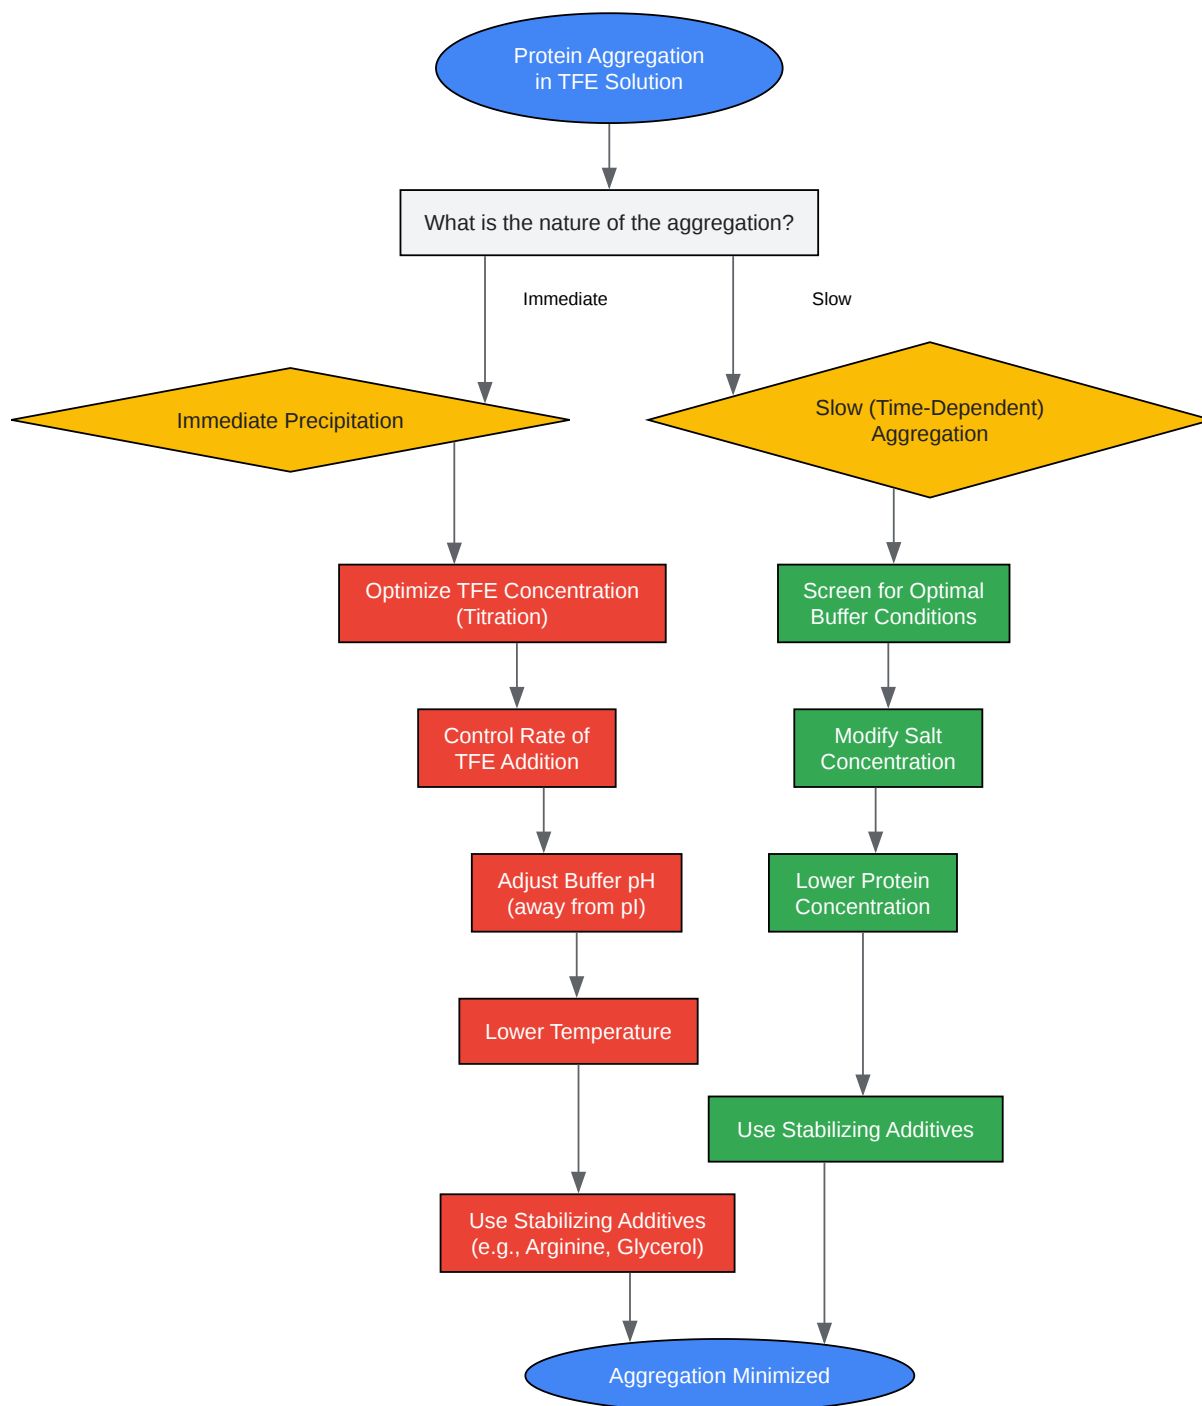 Protein Aggregation
in TFE Solution
What is the nature of the aggregation?
Immediate
Slow
Immediate Precipitation
Slow (Time-Dependent)
Aggregation
Optimize TFE Concentration
(Titration)
Screen for Optimal
Buffer Conditions
Control Rate of
TFE Addition
Modify Salt
Concentration
Adjust Buffer pH
(away from pI)
Lower Protein
Concentration
Lower Temperature
Use Stabilizing Additives
Use Stabilizing Additives
(e.g., Arginine, Glycerol)
Aggregation Minimized